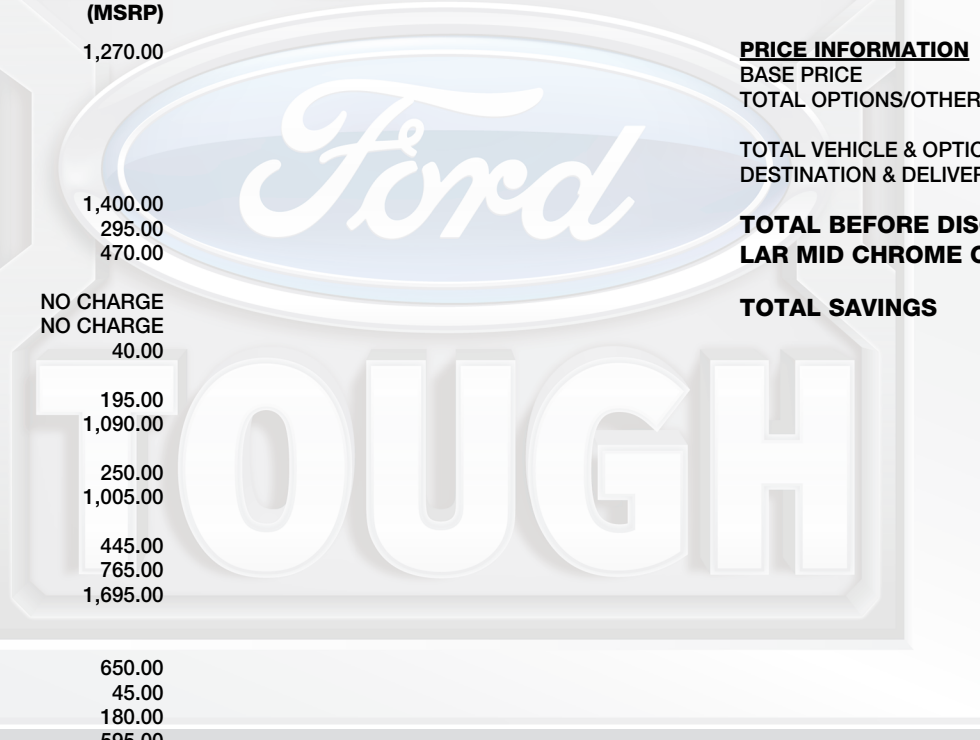 (MSRP)
1,270.00
1,400.00
295.00
470.00
NO CHARGE
NO CHARGE
40.00
195.00
1,090.00
250.00
1,005.00
445.00
765.00
1,695.00
650.00
45.00
180.00
595.00
Ford
TOUGH
PRICE INFORMATION
BASE PRICE
TOTAL OPTIONS/OTHER
TOTAL VEHICLE & OPTIO
DESTINATION & DELIVER
TOTAL BEFORE DIS
LAR MID CHROME
TOTAL SAVINGS